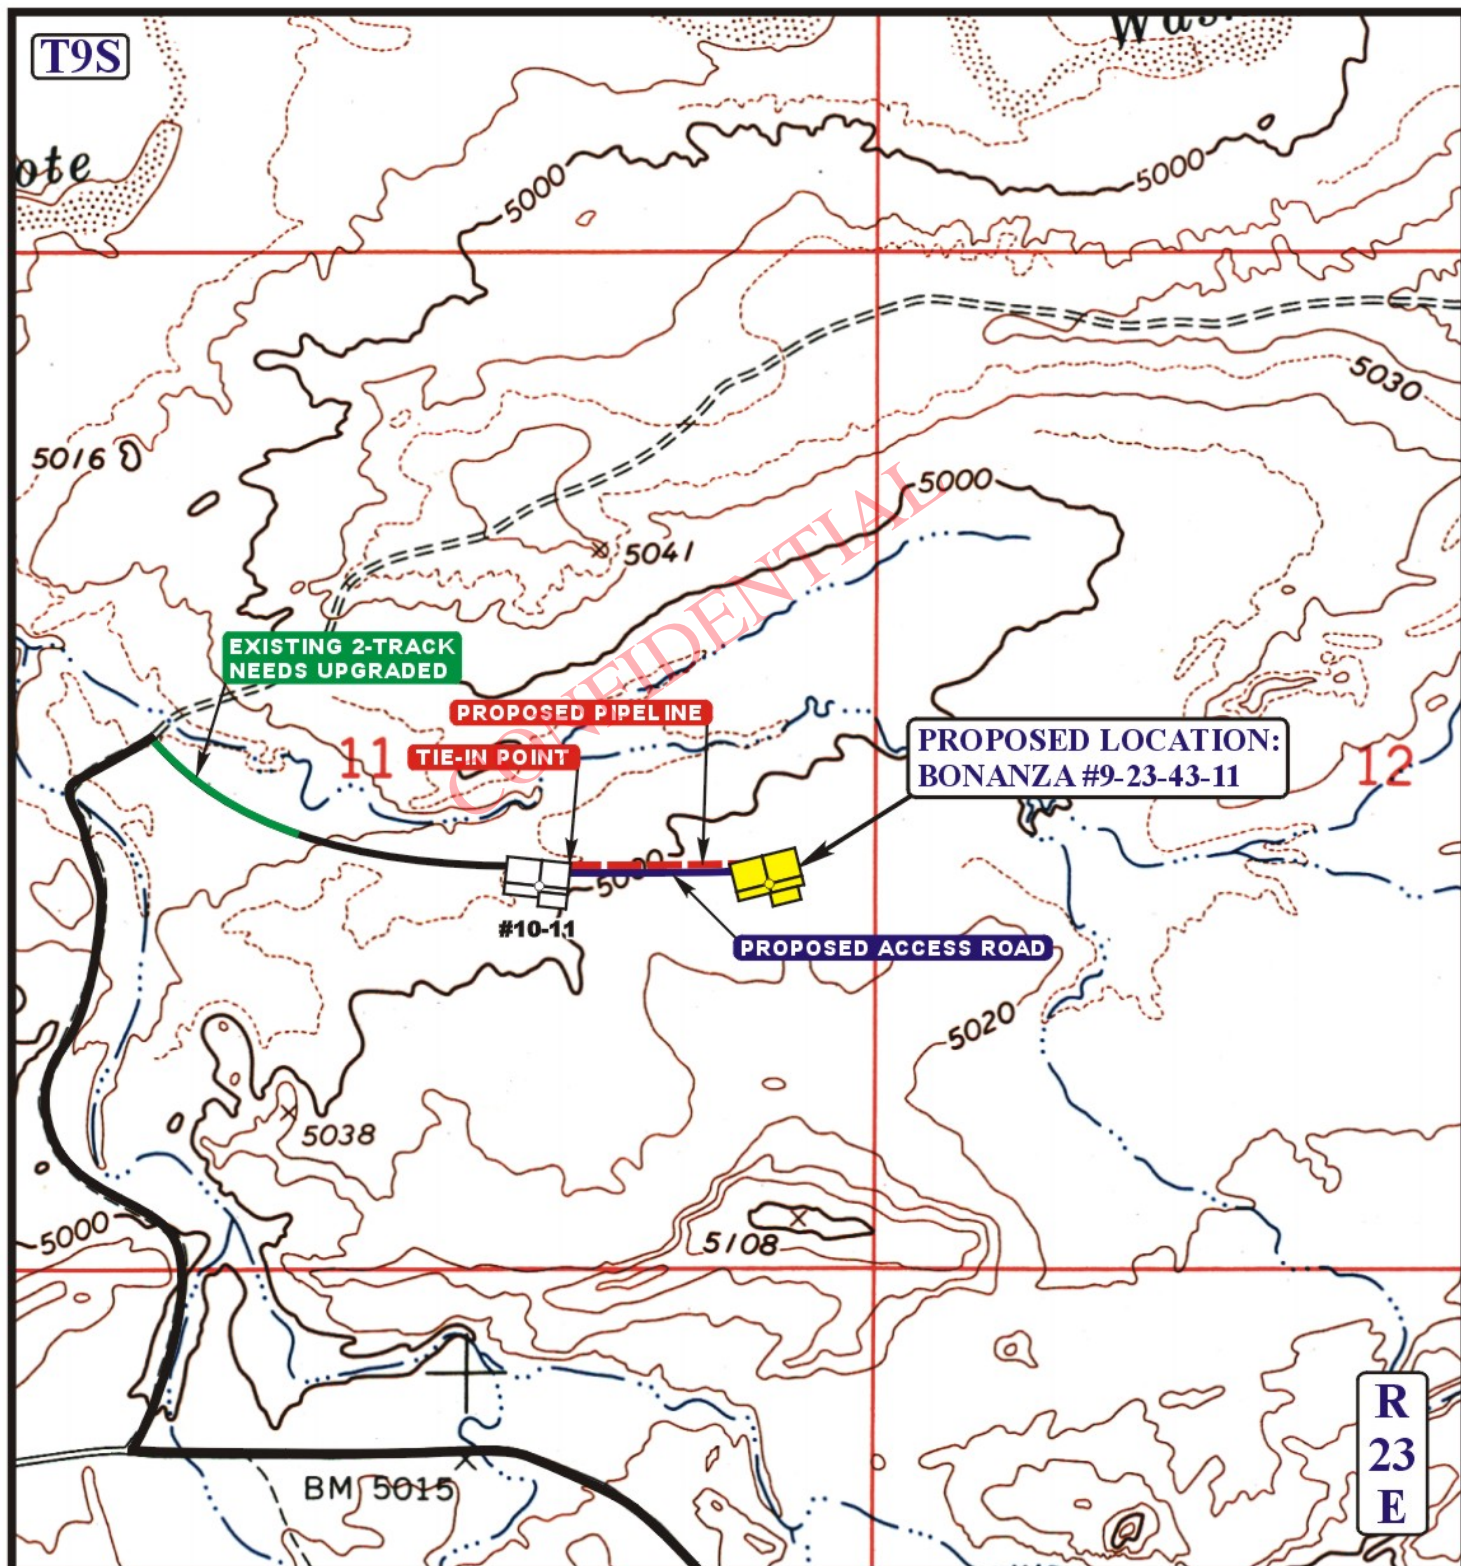 T9S
ote
5000
5000
5030
5016
5000
5041
CONFIDENTIAL
EXISTING 2-TRACK
NEEDS UPGRADED
PROPOSED PIPELINE
TIE-IN POINT
11
PROPOSED LOCATION:
BONANZA #9-23-43-11
12
5000
#10-11
PROPOSED ACCESS ROAD
5020
5038
5000
5108
R
23
E
BM 5015